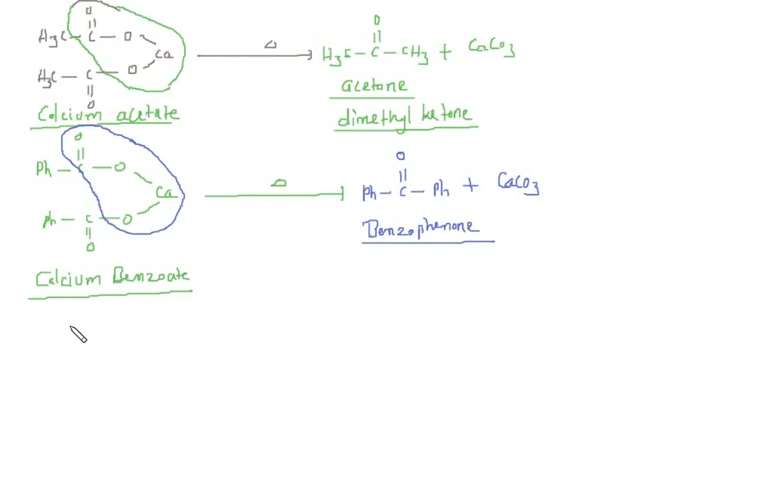 O
H3C — C — O
Ca
H3C — C — O
O
Calcium acetate
Δ
O
H3C — C — CH3 + CaCO3
acetone
dimethyl ketone
O
Ph — C — O
Ca
Ph — C — O
O
Calcium Benzoate
Δ
O
Ph — C — Ph + CaCO3
Benzophenone